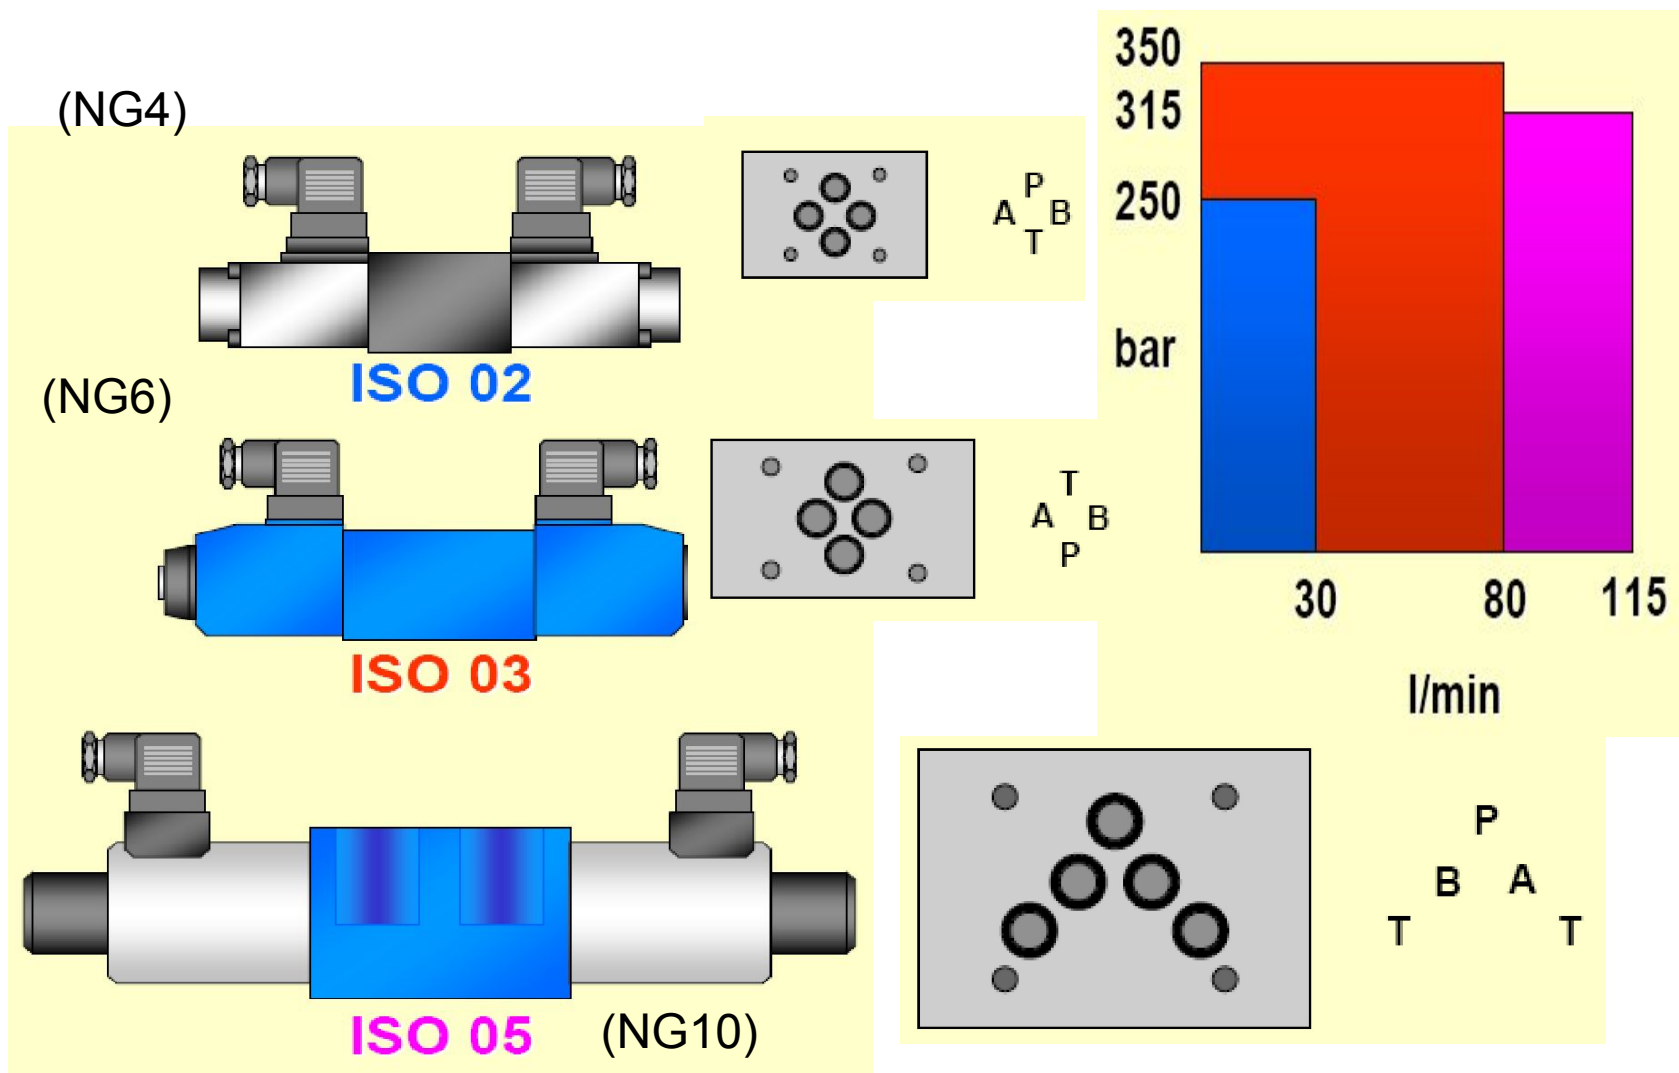 (NG4)
P
A B
T
ISO 02
(NG6)
T
A B
P
ISO 03
P
B A
T T
ISO 05 (NG10)
350
315
250
bar
30 80 115
l/min